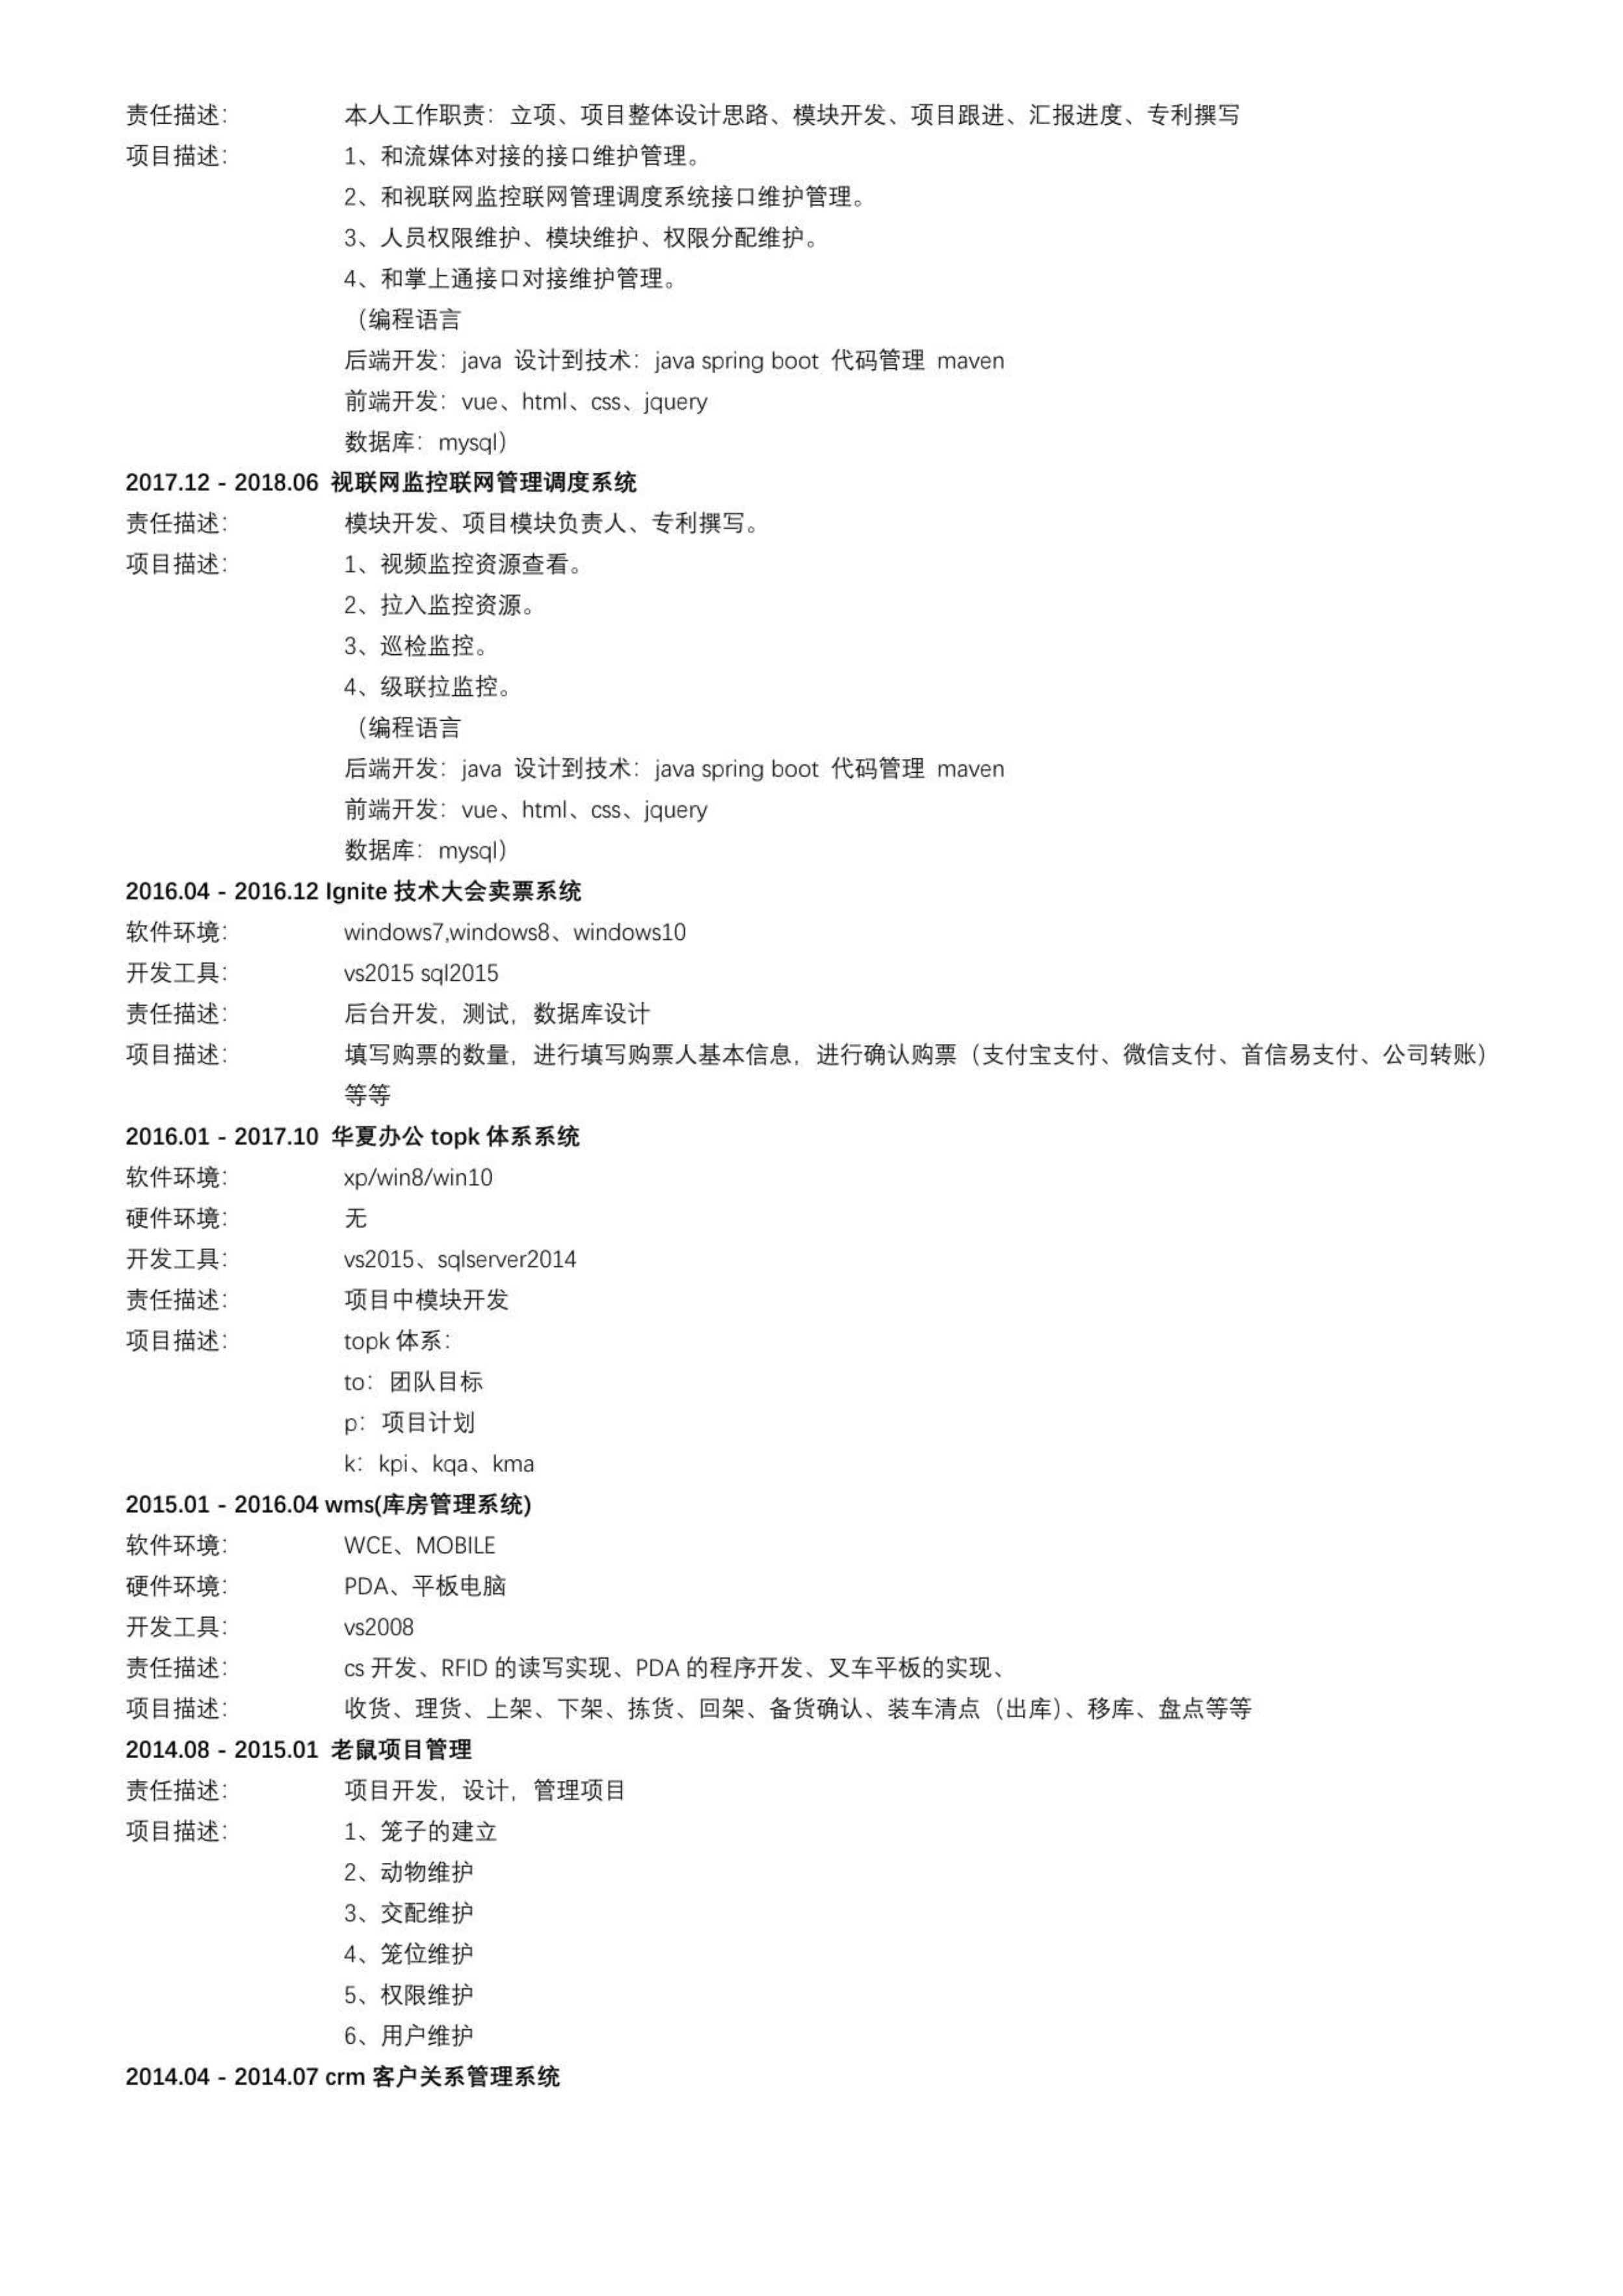 责任描述： 本人工作职责：立项、项目整体设计思路、模块开发、项目跟进、汇报进度、专利撰写
项目描述： 1、和流媒体对接的接口维护管理。
2、和视联网监控联网管理调度系统接口维护管理。
3、人员权限维护、模块维护、权限分配维护。
4、和掌上通接口对接维护管理。
（编程语言
后端开发：java 设计到技术：java spring boot 代码管理 maven
前端开发：vue、html、css、jquery
数据库：mysql）
2017.12 - 2018.06 视联网监控联网管理调度系统
责任描述： 模块开发、项目模块负责人、专利撰写。
项目描述： 1、视频监控资源查看。
2、拉入监控资源。
3、巡检监控。
4、级联拉监控。
（编程语言
后端开发：java 设计到技术：java spring boot 代码管理 maven
前端开发：vue、html、css、jquery
数据库：mysql）
2016.04 - 2016.12 Ignite 技术大会卖票系统
软件环境： windows7,windows8、windows10
开发工具： vs2015 sql2015
责任描述： 后台开发，测试，数据库设计
项目描述： 填写购票的数量，进行填写购票人基本信息，进行确认购票（支付宝支付、微信支付、首信易支付、公司转账）
等等
2016.01 - 2017.10 华夏办公 topk 体系系统
软件环境： xp/win8/win10
硬件环境： 无
开发工具： vs2015、sqlserver2014
责任描述： 项目中模块开发
项目描述： topk 体系：
to：团队目标
p：项目计划
k：kpi、kqa、kma
2015.01 - 2016.04 wms(库房管理系统)
软件环境： WCE、MOBILE
硬件环境： PDA、平板电脑
开发工具： vs2008
责任描述： cs 开发、RFID 的读写实现、PDA 的程序开发、叉车平板的实现、
项目描述： 收货、理货、上架、下架、拣货、回架、备货确认、装车清点（出库）、移库、盘点等等
2014.08 - 2015.01 老鼠项目管理
责任描述： 项目开发，设计，管理项目
项目描述： 1、笼子的建立
2、动物维护
3、交配维护
4、笼位维护
5、权限维护
6、用户维护
2014.04 - 2014.07 crm 客户关系管理系统